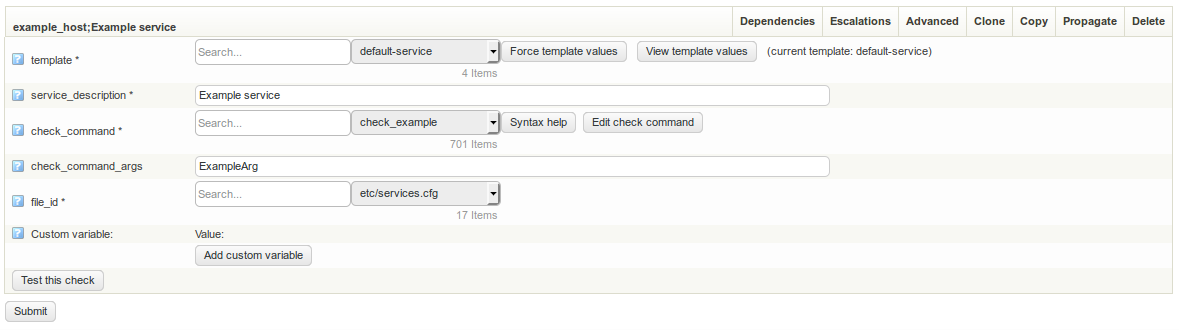 example_host;Example service Dependencies Escalations Advanced Clone Copy Propagate Delete
? template * Search... default-service Force template values View template values (current template: default-service)
4 Items
? service_description * Example service
? check_command * Search... check_example Syntax help Edit check command
701 Items
? check_command_args ExampleArg
? file_id * Search... etc/services.cfg
17 Items
? Custom variable: Value:
Add custom variable
Test this check
Submit